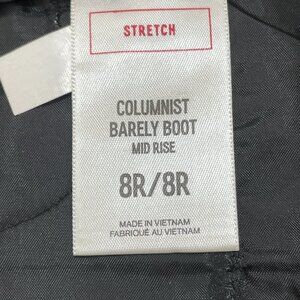 STRETCH
COLUMNIST
BARELY BOOT
MID RISE
8R/8R
MADE IN VIETNAM
FABRIQUÉ AU VIETNAM